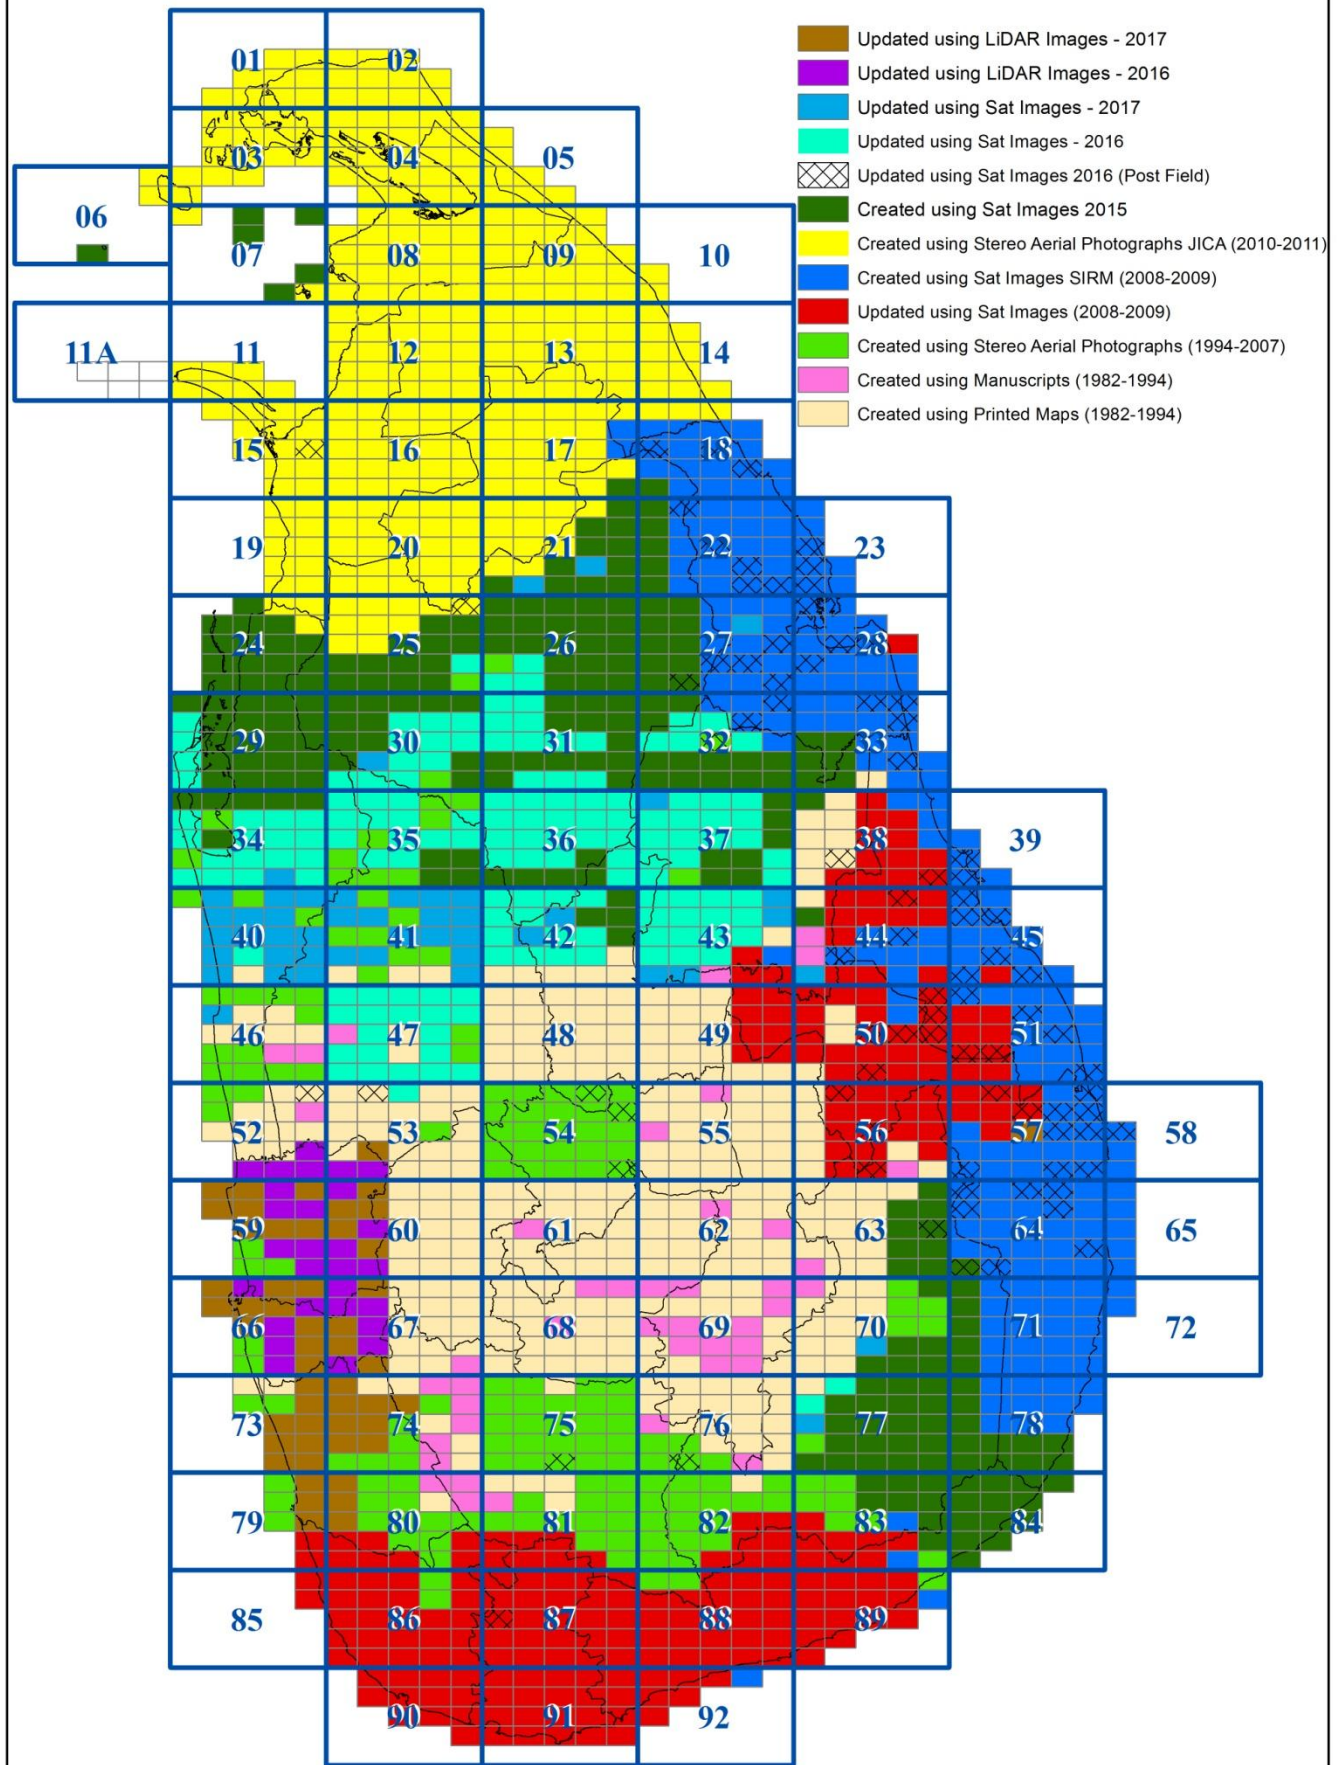 Updated using LiDAR Images - 2017
Updated using LiDAR Images - 2016
Updated using Sat Images - 2017
Updated using Sat Images - 2016
Updated using Sat Images 2016 (Post Field)
Created using Sat Images 2015
Created using Stereo Aerial Photographs JICA (2010-2011)
Created using Sat Images SIRM (2008-2009)
Updated using Sat Images (2008-2009)
Created using Stereo Aerial Photographs (1994-2007)
Created using Manuscripts (1982-1994)
Created using Printed Maps (1982-1994)
01 02
03 04 05
06 07 08 09 10
11A 11 12 13 14
15 16 17 18
19 20 21 22 23
24 25 26 27 28
29 30 31 32 33
34 35 36 37 38 39
40 41 42 43 44 45
46 47 48 49 50 51
52 53 54 55 56 57 58
59 60 61 62 63 64 65
66 67 68 69 70 71 72
73 74 75 76 77 78
79 80 81 82 83 84
85 86 87 88 89
90 91 92